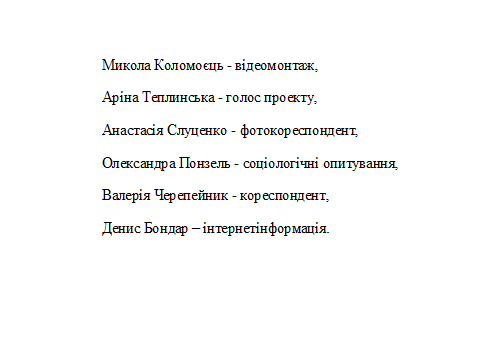 Микола Коломоєць - відеомонтаж,
Аріна Теплинська - голос проекту,
Анастасія Слуценко - фотокореспондент,
Олександра Понзель - соціологічні опитування,
Валерія Черепейник - кореспондент,
Денис Бондар – інтернетінформація.